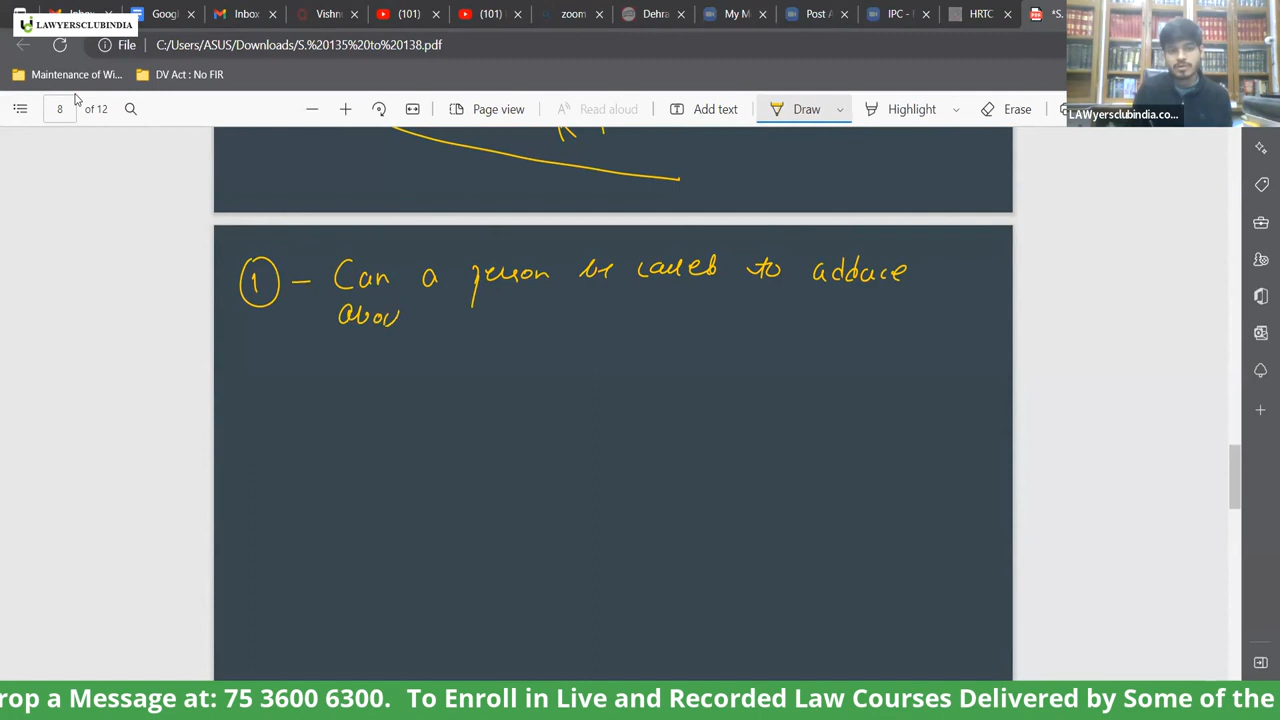 Inbox
Googl
Inbox (
Vishnu
(101)
(101)
Zoom
Dehra
Post
IPC -
HRTC
LAWYERSCLUBINDIA
File
C:/Users/ASUS/Downloads/S.%20135%20to%20138.pdf
Maintenance of Wi...
DV Act : No FIR
8 of 12
Page view
Read aloud
Add text
Draw
Highlight
Erase
LAWyersclubindia.co...
1 - Can a person be called to adduce
abov
rop a Message at: 75 3600 6300. To Enroll in Live and Recorded Law Courses Delivered by Some of the